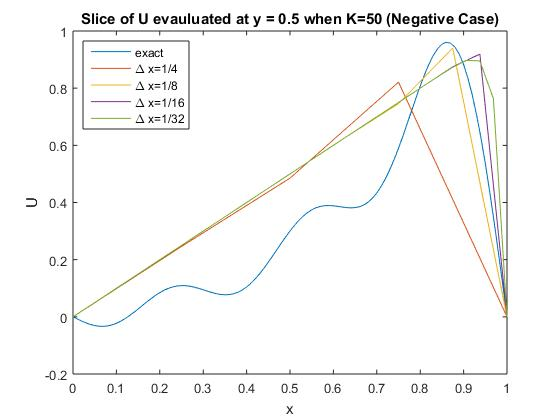 Slice of U evauluated at y = 0.5 when K=50 (Negative Case)
exact
Δ x=1/4
Δ x=1/8
Δ x=1/16
Δ x=1/32
1
0.8
0.6
0.4
0.2
0
-0.2
U
0 0.1 0.2 0.3 0.4 0.5 0.6 0.7 0.8 0.9 1
x